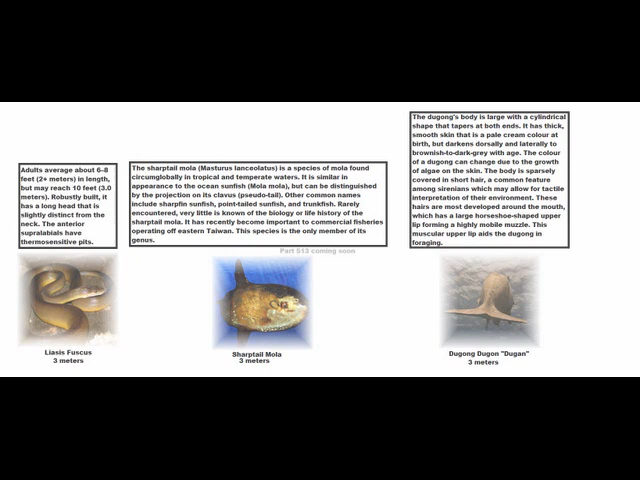 Adults average about 6–8
feet (2+ meters) in length,
but may reach 10 feet (3.0
meters). Robustly built, it
has a long head that is
slightly distinct from the
neck. The anterior
supralabials have
thermosensitive pits.
The sharptail mola (Masturus lanceolatus) is a species of mola found
circumglobally in tropical and temperate waters. It is similar in
appearance to the ocean sunfish (Mola mola), but can be distinguished
by the projection on its clavus (pseudo-tail). Other common names
include sharpfin sunfish, point-tailed sunfish, and trunkfish. Rarely
encountered, very little is known of the biology or life history of the
sharptail mola. It has recently become important to commercial fisheries
operating off eastern Taiwan. This species is the only member of its
genus.
The dugong's body is large with a cylindrical
shape that tapers at both ends. It has thick,
smooth skin that is a pale cream colour at
birth, but darkens dorsally and laterally to
brownish-to-dark-grey with age. The colour
of a dugong can change due to the growth
of algae on the skin. The body is sparsely
covered in short hair, a common feature
among sirenians which may allow for tactile
interpretation of their environment. These
hairs are most developed around the mouth,
which has a large horseshoe-shaped upper
lip forming a highly mobile muzzle. This
muscular upper lip aids the dugong in
foraging.
Part 513 coming soon
Liasis Fuscus
3 meters
Sharptail Mola
3 meters
Dugong Dugon "Dugan"
3 meters